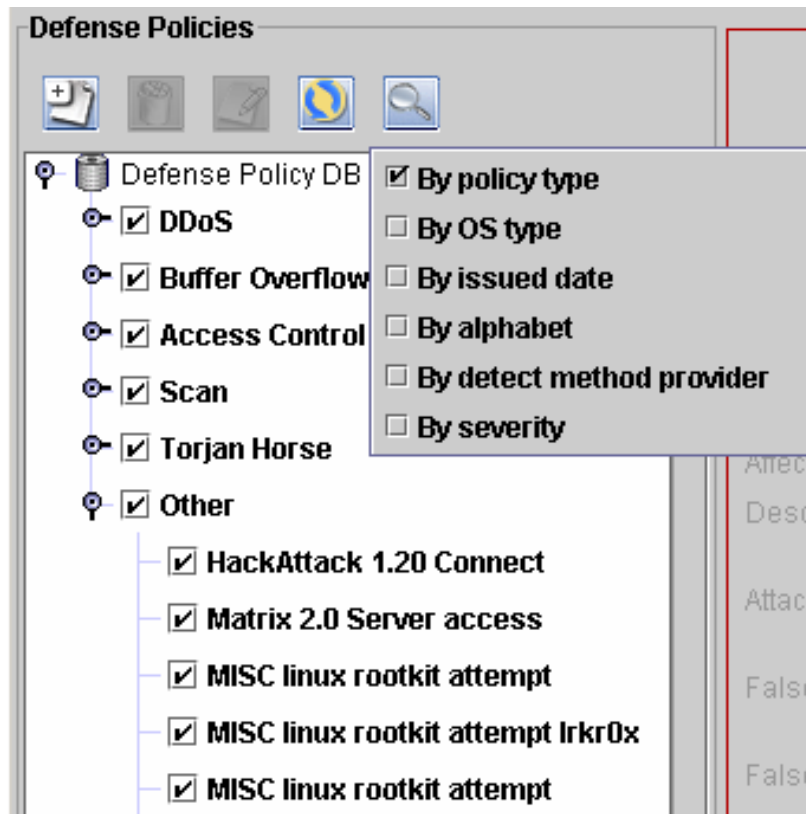 Defense Policies
Defense Policy DB
DDoS
Buffer Overflow
Access Control
Scan
Torjan Horse
Other
HackAttack 1.20 Connect
Matrix 2.0 Server access
MISC linux rootkit attempt
MISC linux rootkit attempt lrkr0x
MISC linux rootkit attempt
By policy type
By OS type
By issued date
By alphabet
By detect method provider
By severity